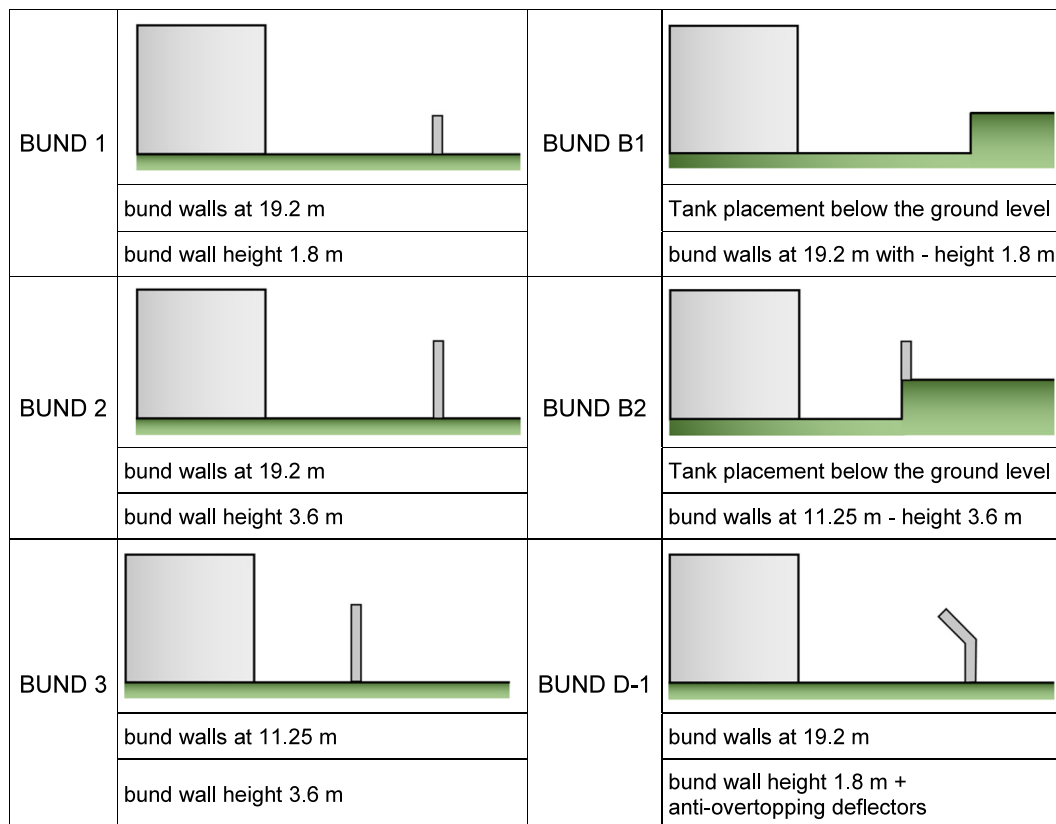 BUND 1
bund walls at 19.2 m
bund wall height 1.8 m
BUND B1
Tank placement below the ground level
bund walls at 19.2 m with - height 1.8 m
BUND 2
bund walls at 19.2 m
bund wall height 3.6 m
BUND B2
Tank placement below the ground level
bund walls at 11.25 m - height 3.6 m
BUND 3
bund walls at 11.25 m
bund wall height 3.6 m
BUND D-1
bund walls at 19.2 m
bund wall height 1.8 m +
anti-overtopping deflectors